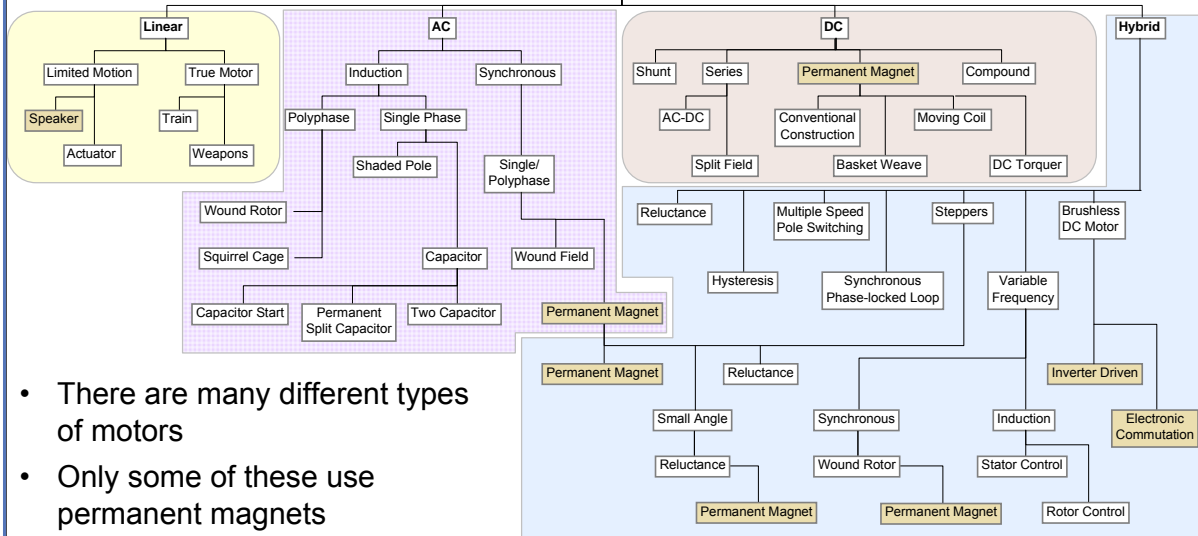 Linear
AC
DC
Hybrid
Limited Motion
True Motor
Speaker
Train
Actuator
Weapons
Induction
Synchronous
Polyphase
Single Phase
Shaded Pole
Single/
Polyphase
Wound Rotor
Squirrel Cage
Capacitor
Wound Field
Capacitor Start
Permanent
Split Capacitor
Two Capacitor
Permanent Magnet
Shunt
Series
Permanent Magnet
Compound
AC-DC
Conventional
Construction
Moving Coil
Split Field
Basket Weave
DC Torquer
Reluctance
Multiple Speed
Pole Switching
Steppers
Brushless
DC Motor
Hysteresis
Synchronous
Phase-locked Loop
Variable
Frequency
Permanent Magnet
Reluctance
Inverter Driven
Small Angle
Synchronous
Induction
Electronic
Commutation
Reluctance
Wound Rotor
Stator Control
Permanent Magnet
Permanent Magnet
Rotor Control
• There are many different types
of motors
• Only some of these use
permanent magnets